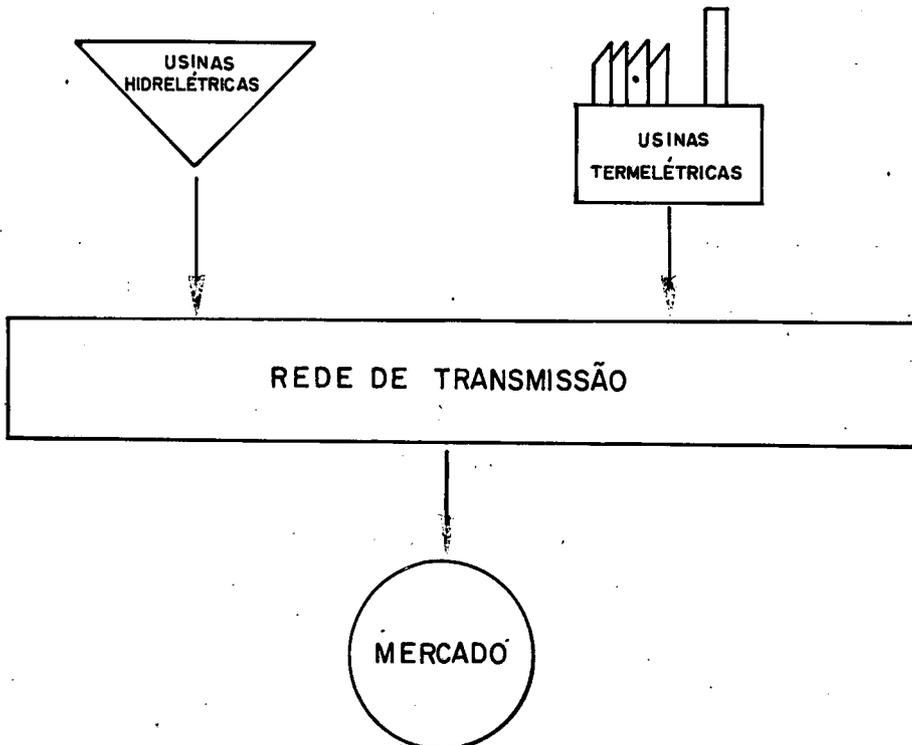 USINAS
HIDRELÉTRICAS
USINAS
TERMELÉTRICAS
REDE DE TRANSMISSÃO
MERCADO